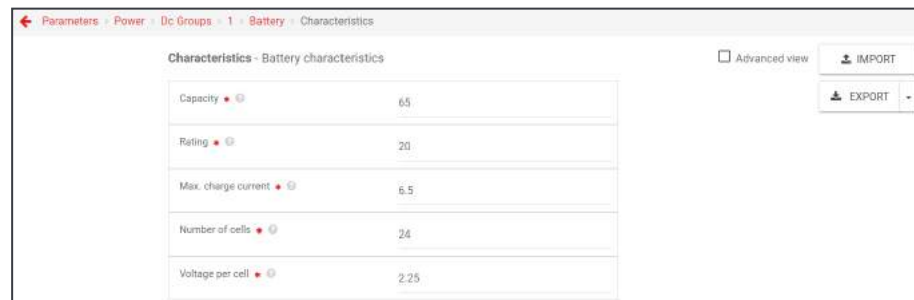 Parameters Power Dc Groups 1 Battery Characteristics
Characteristics - Battery characteristics
Advanced view
IMPORT
EXPORT
Capacity
65
Rating
20
Max. charge current
6.5
Number of cells
24
Voltage per cell
2.25